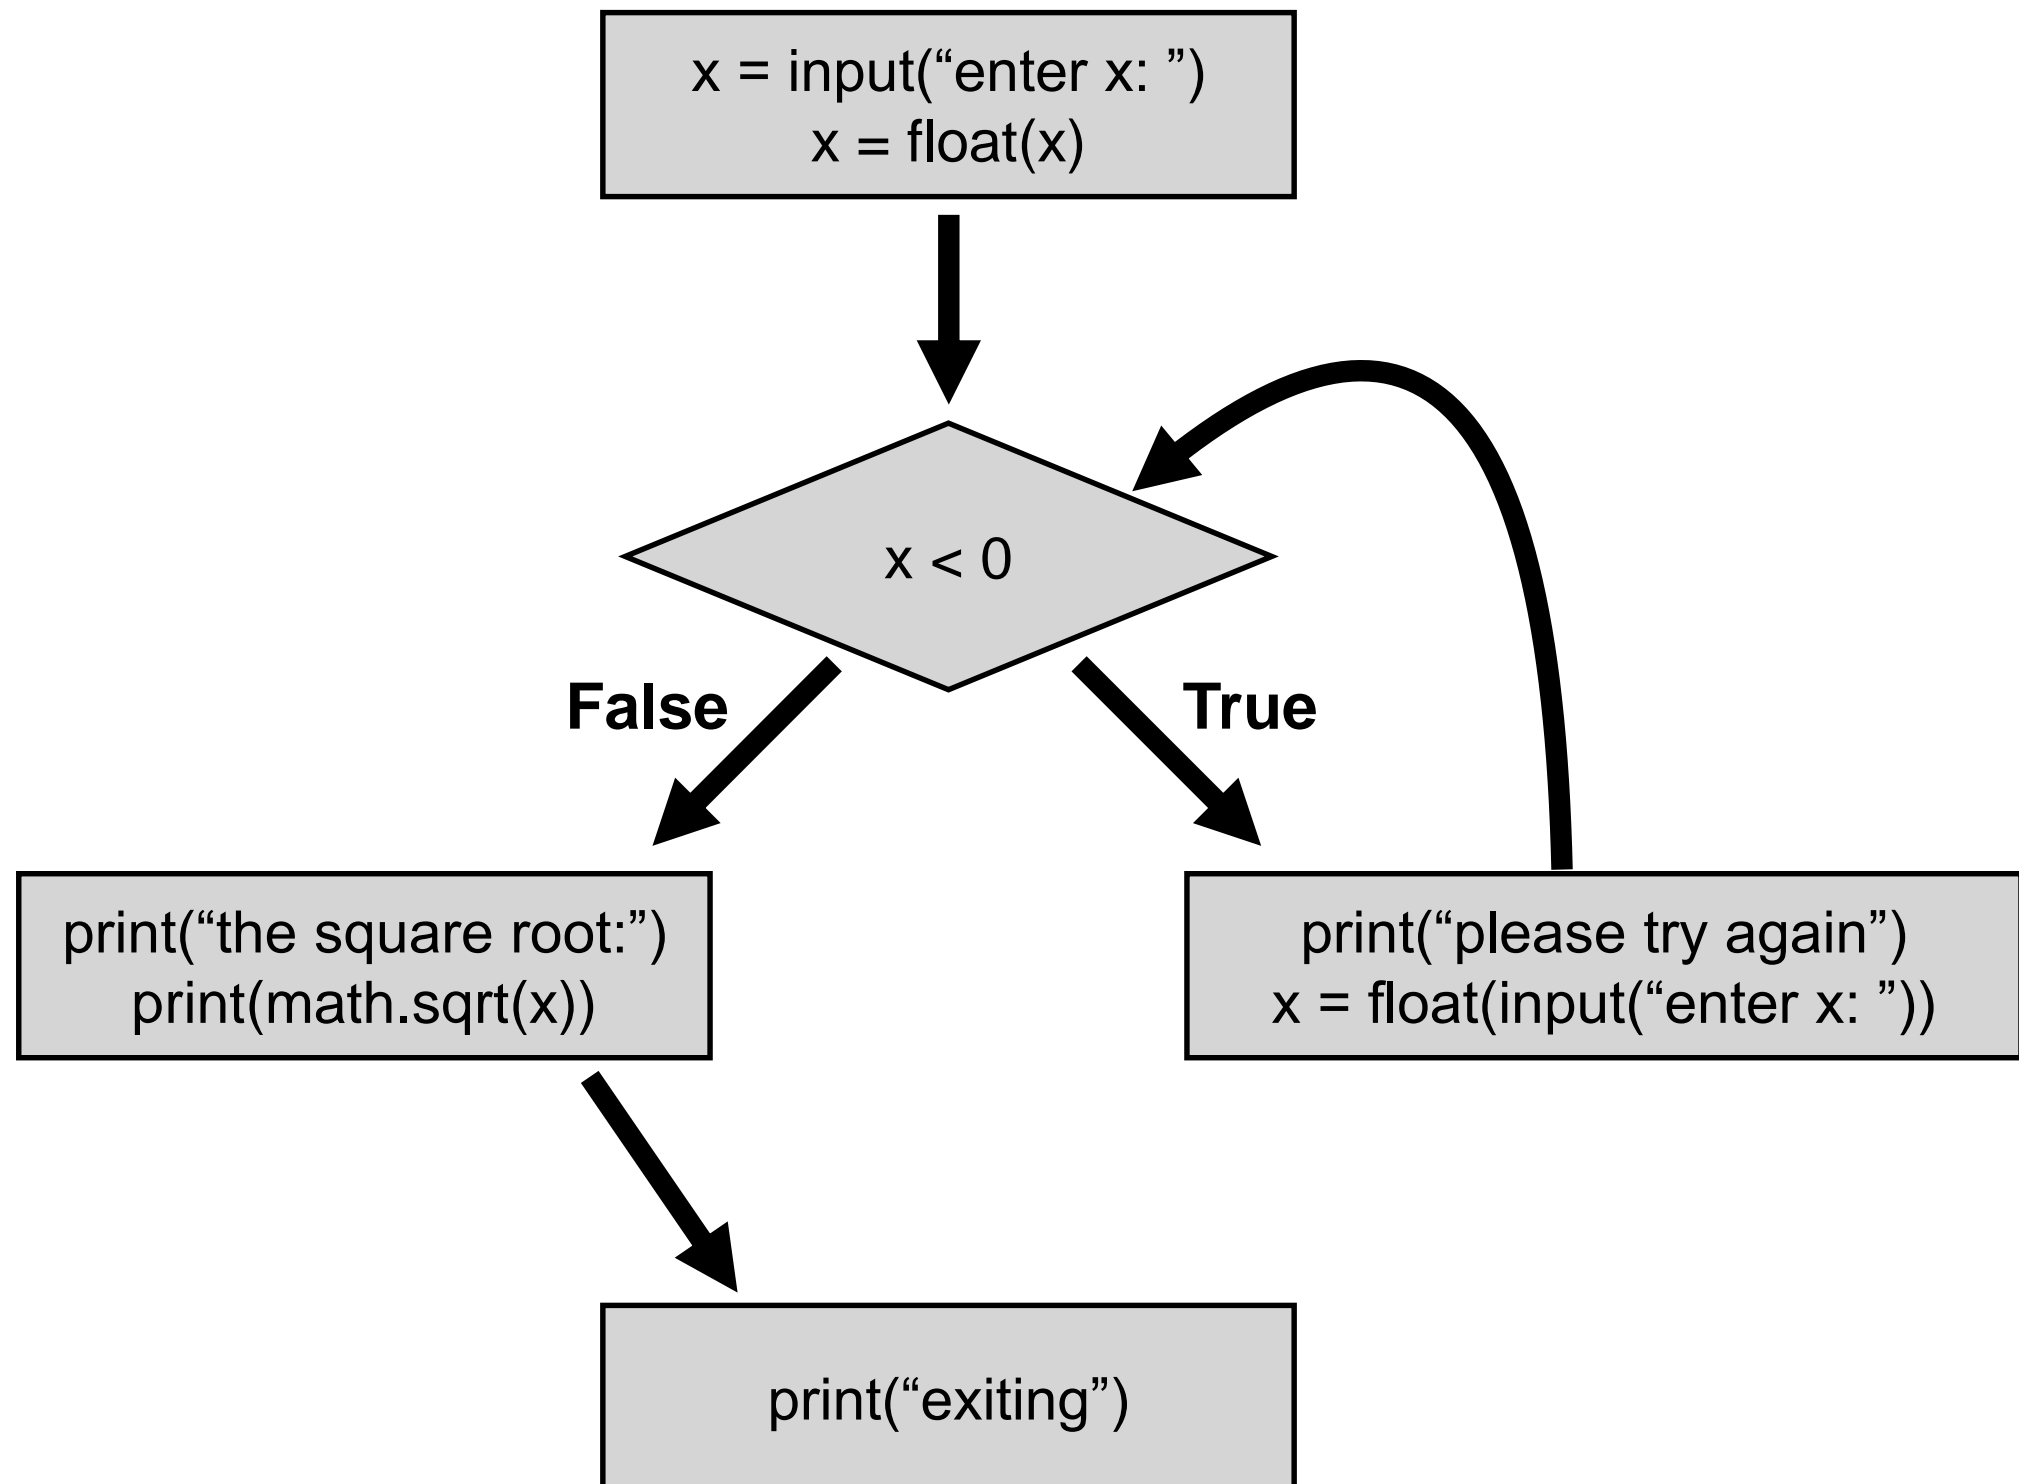 x = input(“enter x: ”)
x = float(x)
x < 0
False
True
print(“the square root:”)
print(math.sqrt(x))
print(“please try again”)
x = float(input(“enter x: ”))
print(“exiting”)